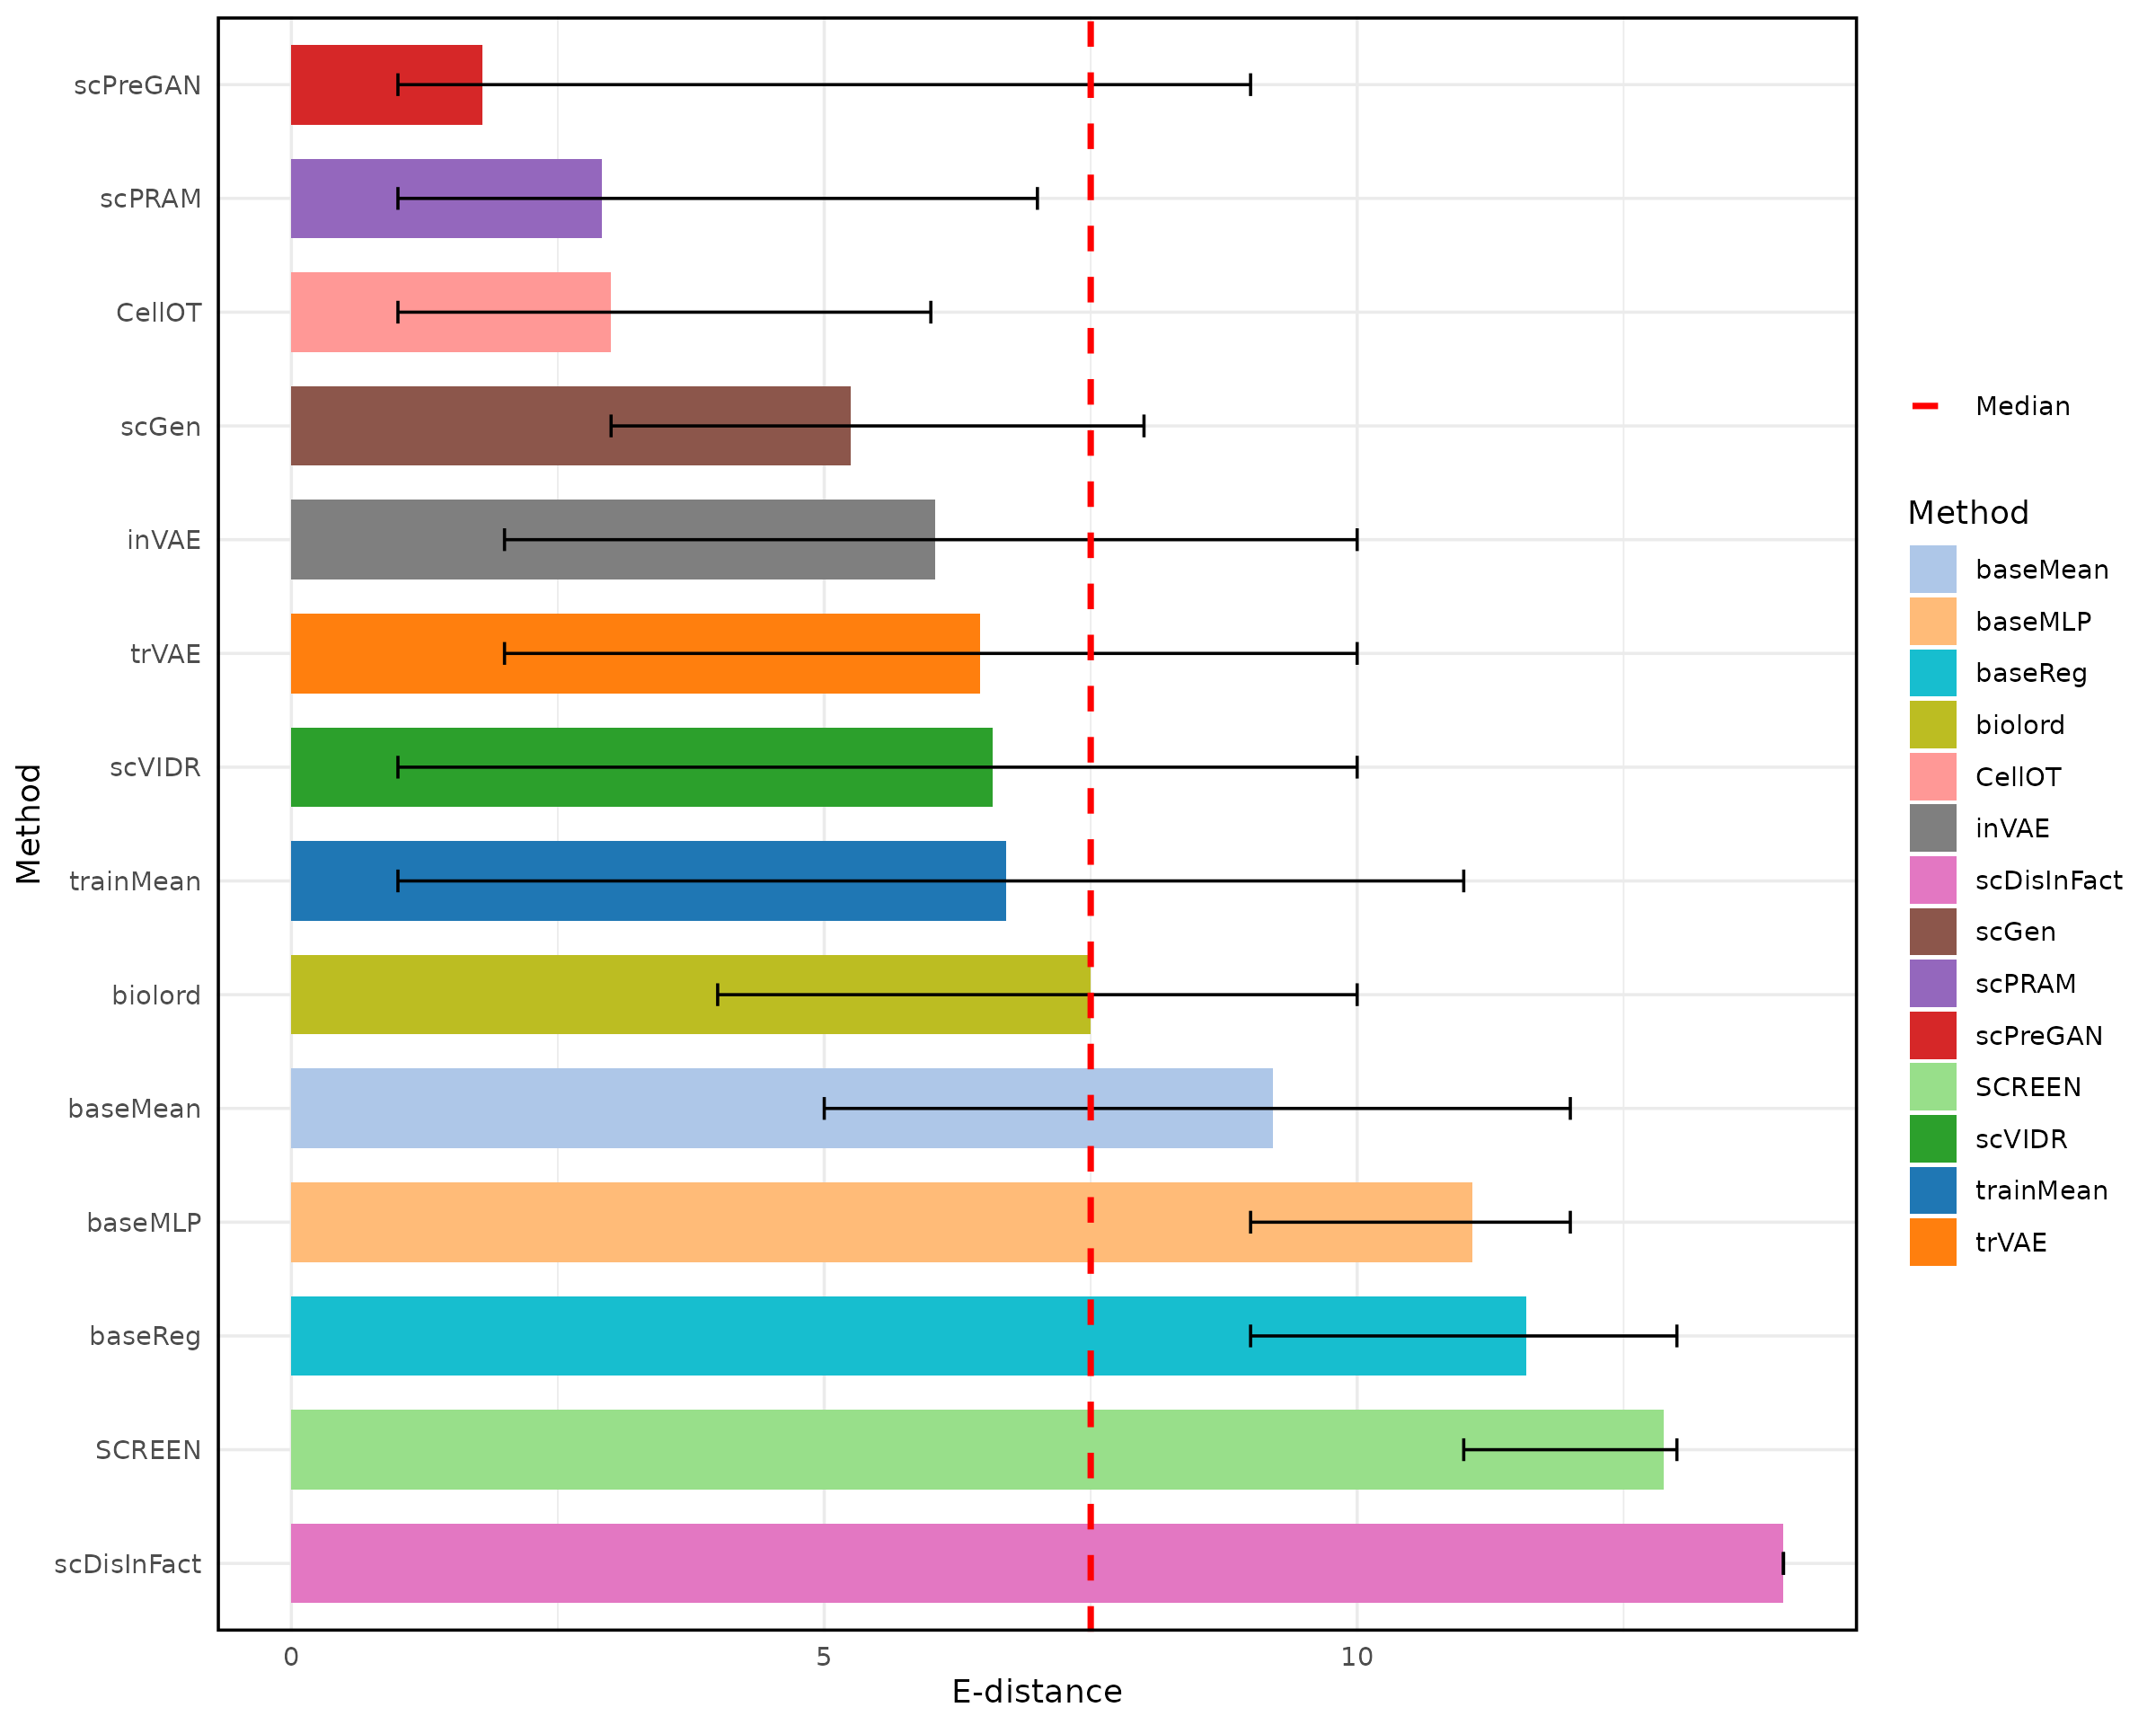 Method
scPreGAN
scPRAM
CellOT
scGen
inVAE
trVAE
scVIDR
trainMean
biolord
baseMean
baseMLP
baseReg
SCREEN
scDisInFact
0 5 10
E-distance
Median
Method
baseMean
baseMLP
baseReg
biolord
CellOT
inVAE
scDisInFact
scGen
scPRAM
scPreGAN
SCREEN
scVIDR
trainMean
trVAE